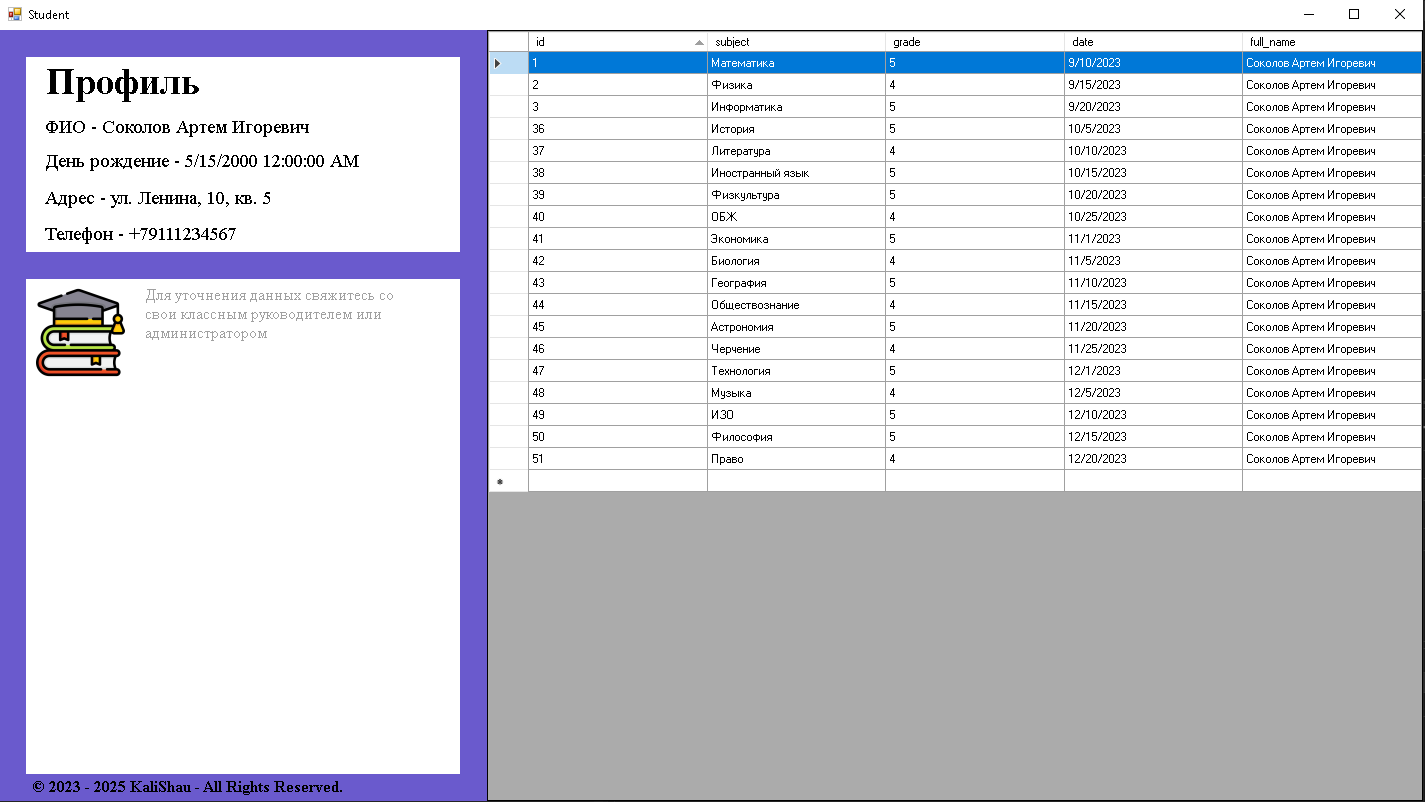 Student
Профиль
ФИО - Соколов Артем Игоревич
День рождение - 5/15/2000 12:00:00 AM
Адрес - ул. Ленина, 10, кв. 5
Телефон - +79111234567
Для уточнения данных свяжитесь со
свои классным руководителем или
администратором
© 2023 - 2025 KaliShau - All Rights Reserved.
id subject grade date full_name
1 Математика 5 9/10/2023 Соколов Артем Игоревич
2 Физика 4 9/15/2023 Соколов Артем Игоревич
3 Информатика 5 9/20/2023 Соколов Артем Игоревич
36 История 5 10/5/2023 Соколов Артем Игоревич
37 Литература 4 10/10/2023 Соколов Артем Игоревич
38 Иностранный язык 5 10/15/2023 Соколов Артем Игоревич
39 Физкультура 5 10/20/2023 Соколов Артем Игоревич
40 ОБЖ 4 10/25/2023 Соколов Артем Игоревич
41 Экономика 5 11/1/2023 Соколов Артем Игоревич
42 Биология 4 11/5/2023 Соколов Артем Игоревич
43 География 5 11/10/2023 Соколов Артем Игоревич
44 Обществознание 4 11/15/2023 Соколов Артем Игоревич
45 Астрономия 5 11/20/2023 Соколов Артем Игоревич
46 Черчение 4 11/25/2023 Соколов Артем Игоревич
47 Технология 5 12/1/2023 Соколов Артем Игоревич
48 Музыка 4 12/5/2023 Соколов Артем Игоревич
49 ИЗО 5 12/10/2023 Соколов Артем Игоревич
50 Философия 5 12/15/2023 Соколов Артем Игоревич
51 Право 4 12/20/2023 Соколов Артем Игоревич